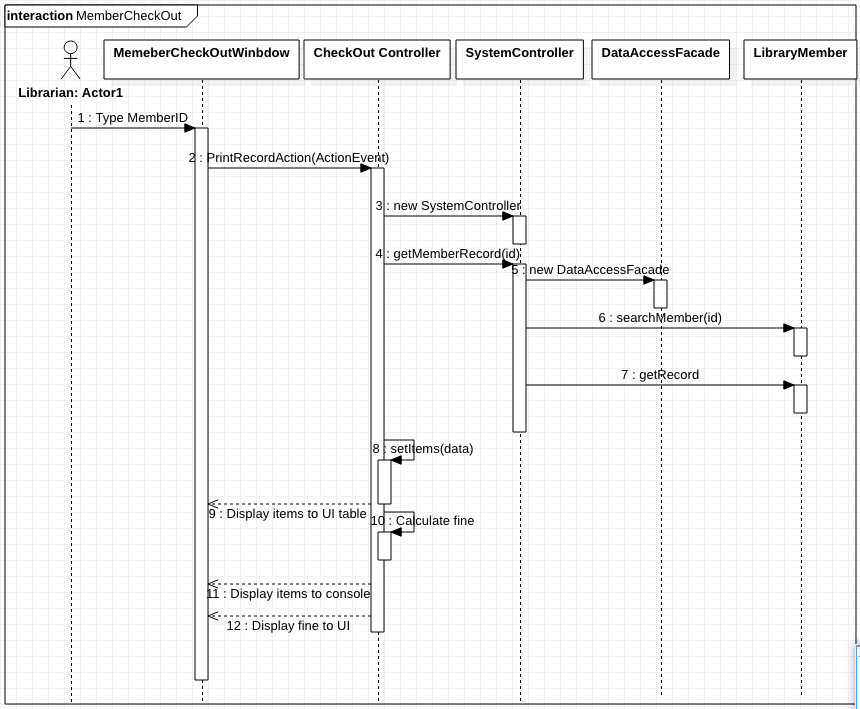 interaction MemberCheckOut
MemeberCheckOutWinbdow
CheckOut Controller
SystemController
DataAccessFacade
LibraryMember
Librarian: Actor1
1 : Type MemberID
2 : PrintRecordAction(ActionEvent)
3 : new SystemController
4 : getMemberRecord(id)
5 : new DataAccessFacade
6 : searchMember(id)
7 : getRecord
8 : setItems(data)
9 : Display items to UI table
10 : Calculate fine
11 : Display items to console
12 : Display fine to UI